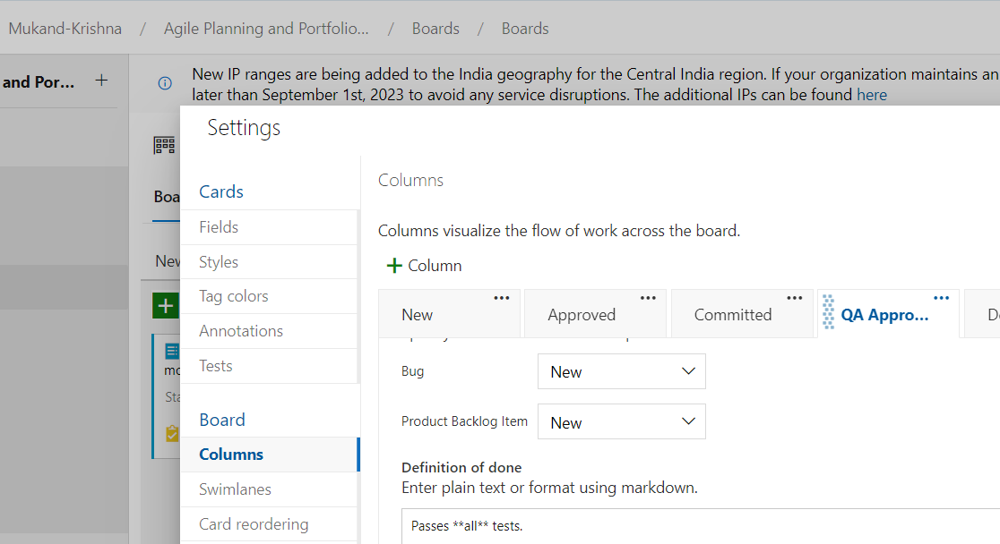 Mukand-Krishna / Agile Planning and Portfolio... / Boards / Boards
and Por... +
New IP ranges are being added to the India geography for the Central India region. If your organization maintains an
later than September 1st, 2023 to avoid any service disruptions. The additional IPs can be found here
Settings
Boa
New
mo
Sta
Cards
Fields
Styles
Tag colors
Annotations
Tests
Board
Columns
Swimlanes
Card reordering
Columns
Columns visualize the flow of work across the board.
+ Column
New
Approved
Committed
QA Appro...
Bug
New
Product Backlog Item
New
Definition of done
Enter plain text or format using markdown.
Passes **all** tests.